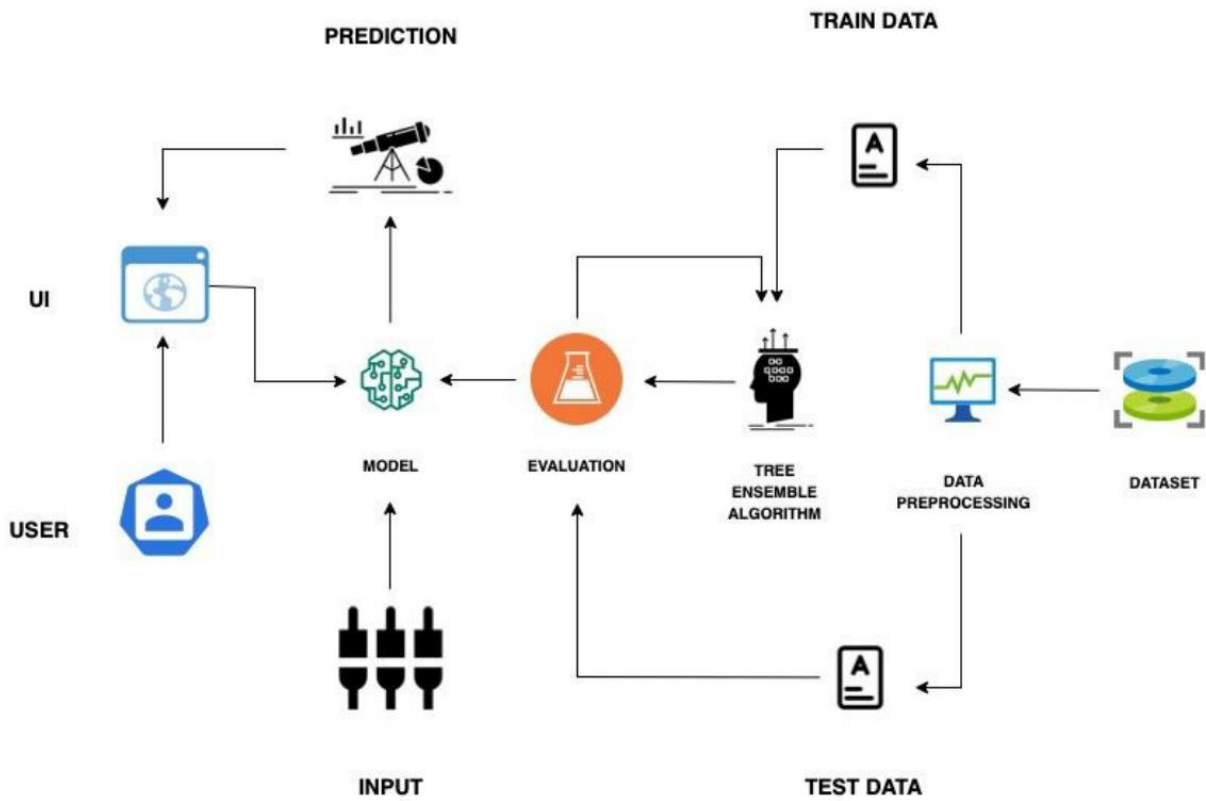 TRAIN DATA
PREDICTION
A
UI
MODEL
EVALUATION
TREE
ENSEMBLE
ALGORITHM
DATA
PREPROCESSING
DATASET
USER
A
INPUT
TEST DATA